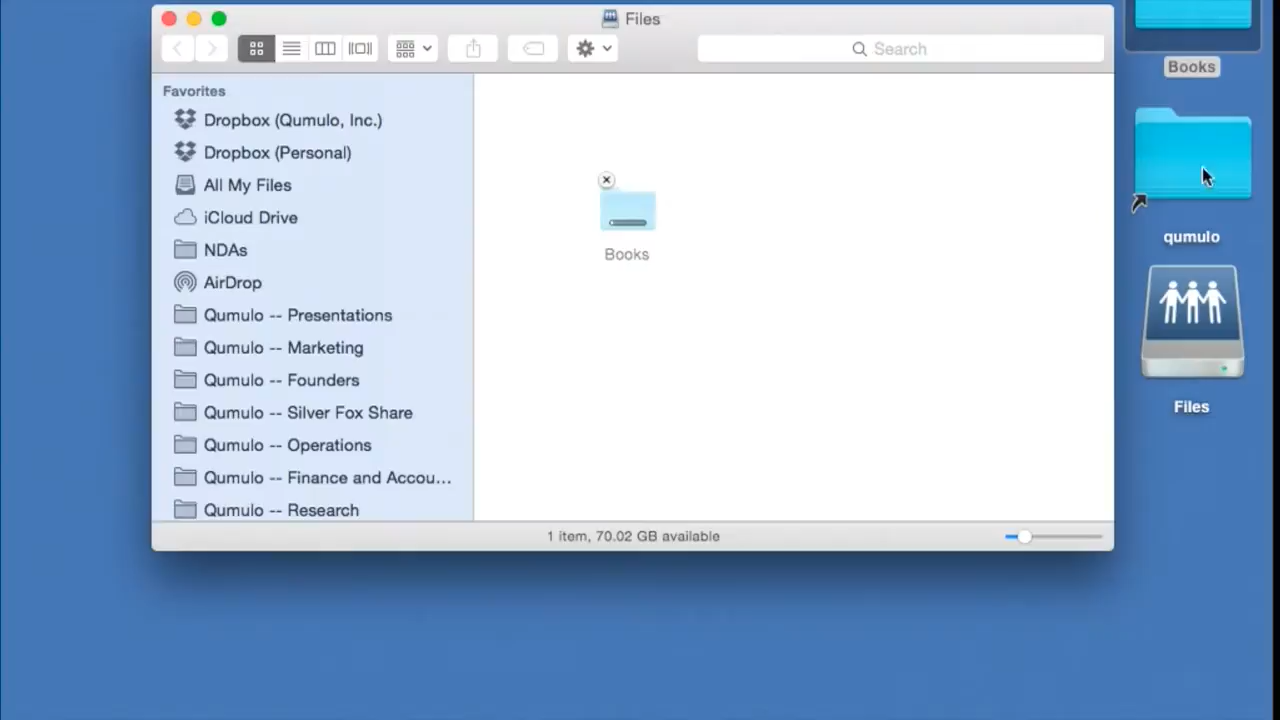 Files
Search
Favorites
Dropbox (Qumulo, Inc.)
Dropbox (Personal)
All My Files
iCloud Drive
NDAs
AirDrop
Qumulo -- Presentations
Qumulo -- Marketing
Qumulo -- Founders
Qumulo -- Silver Fox Share
Qumulo -- Operations
Qumulo -- Finance and Accou...
Qumulo -- Research
Books
1 item, 70.02 GB available
Books
qumulo
Files